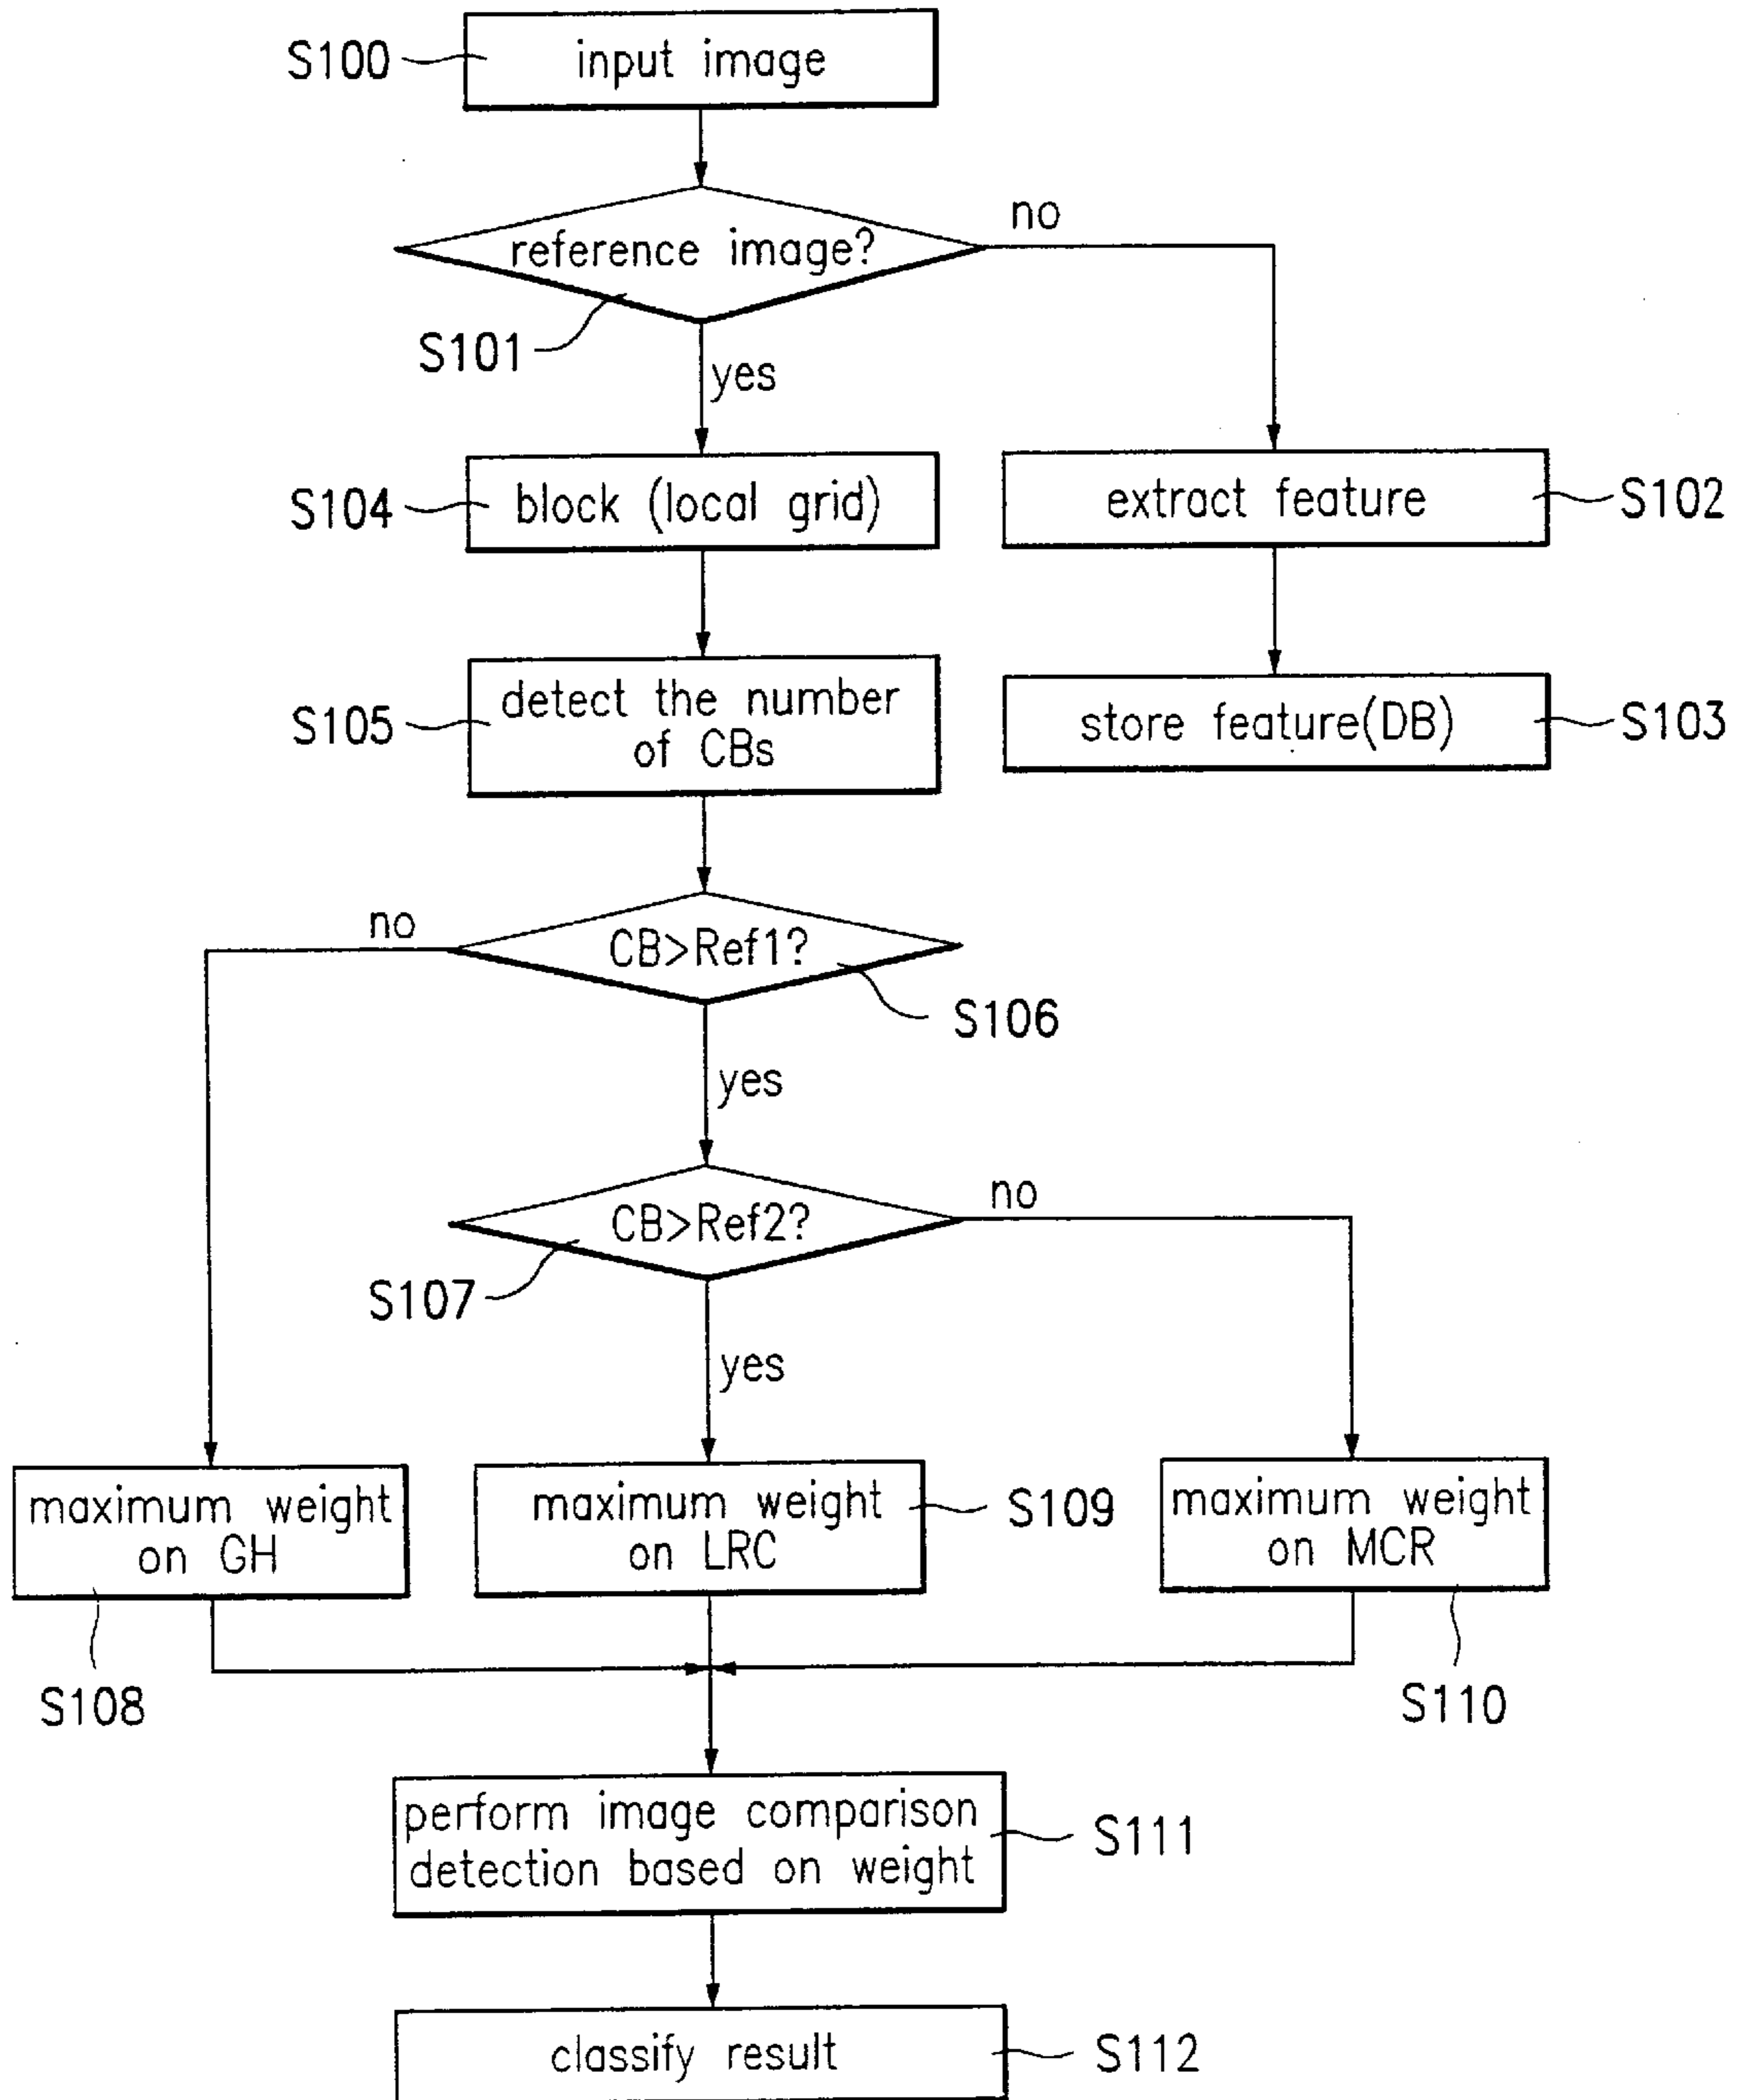 S100
input image
reference image?
no
S101
yes
S104
block (local grid)
extract feature
S102
S105
detect the number
of CBs
store feature(DB)
S103
no
CB>Ref1?
S106
yes
CB>Ref2?
no
S107
yes
maximum weight
on GH
S108
maximum weight
on LRC
S109
maximum weight
on MCR
S110
perform image comparison
detection based on weight
S111
classify result
S112